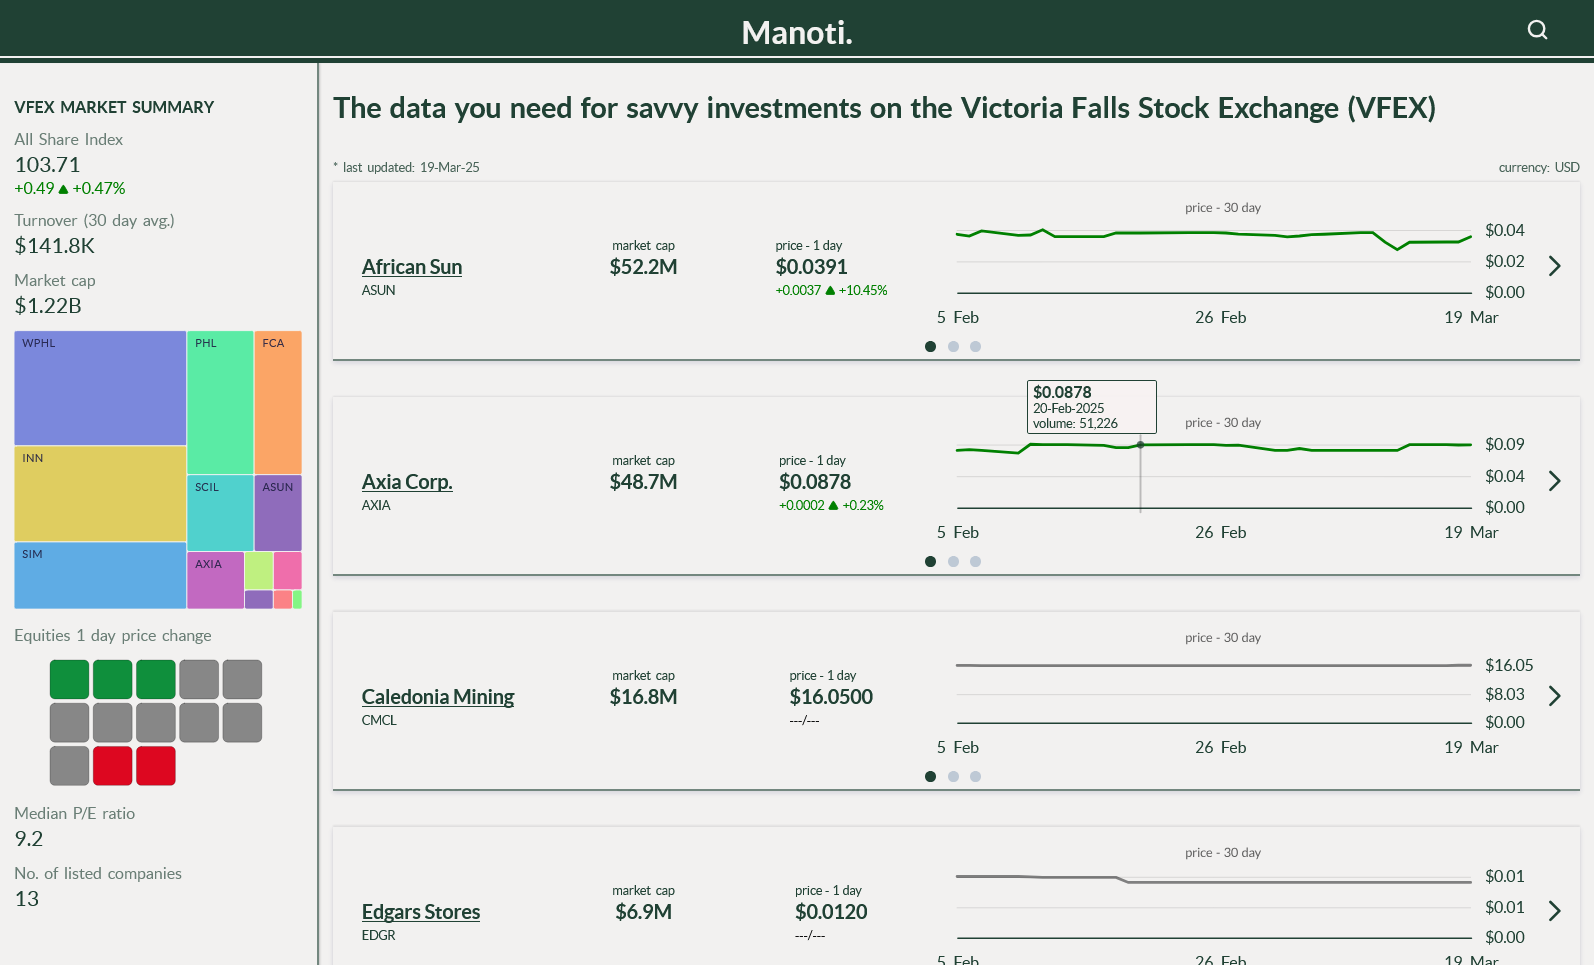 Manoti.
VFEX MARKET SUMMARY
All Share Index
103.71
+0.49 ▲ +0.47%
Turnover (30 day avg.)
$141.8K
Market cap
$1.22B
WPHL
PHL
FCA
INN
SCIL
ASUN
SIM
AXIA
Equities 1 day price change
Median P/E ratio
9.2
No. of listed companies
13
The data you need for savvy investments on the Victoria Falls Stock Exchange (VFEX)
* last updated: 19-Mar-25
currency: USD
African Sun
ASUN
market cap
$52.2M
price - 1 day
$0.0391
+0.0037 ▲ +10.45%
price - 30 day
$0.04
$0.02
$0.00
5 Feb
26 Feb
19 Mar
Axia Corp.
AXIA
market cap
$48.7M
price - 1 day
$0.0878
+0.0002 ▲ +0.23%
$0.0878
20-Feb-2025
volume: 51,226
price - 30 day
$0.09
$0.04
$0.00
5 Feb
26 Feb
19 Mar
Caledonia Mining
CMCL
market cap
$16.8M
price - 1 day
$16.0500
---/---
price - 30 day
$16.05
$8.03
$0.00
5 Feb
26 Feb
19 Mar
Edgars Stores
EDGR
market cap
$6.9M
price - 1 day
$0.0120
---/---
price - 30 day
$0.01
$0.01
$0.00
5 Feb
26 Feb
19 Mar